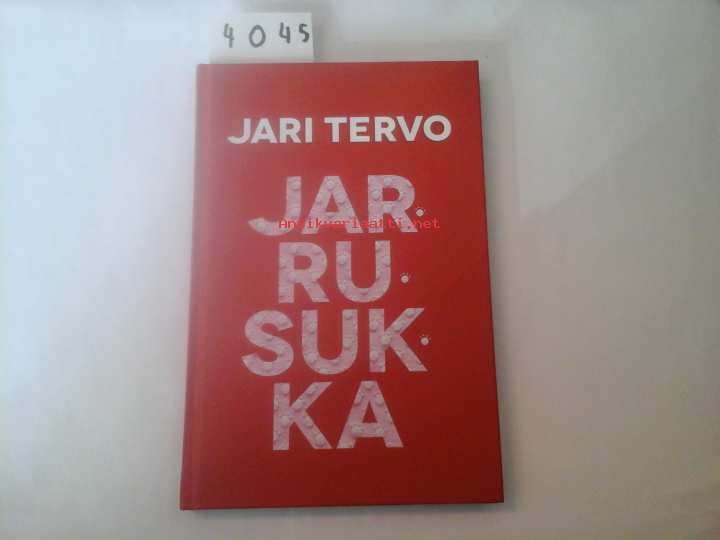 4045
JARI TERVO
JAR·
Antikvariaatti.net
RU·
SUK·
KA